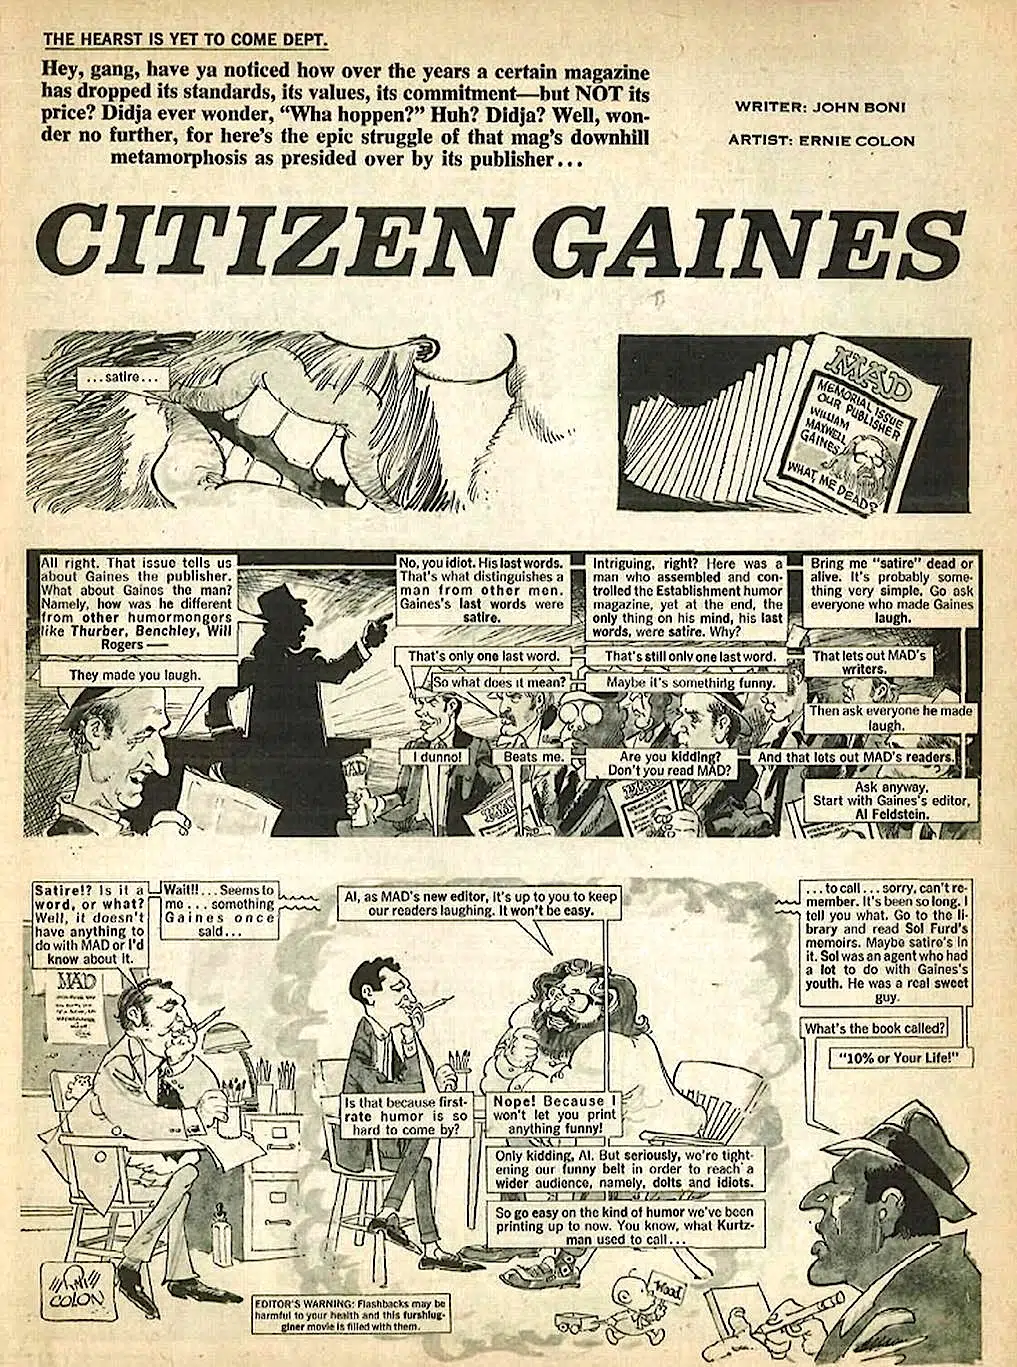 THE HEARST IS YET TO COME DEPT.
Hey, gang, have ya noticed how over the years a certain magazine
has dropped its standards, its values, its commitment—but NOT its
price? Didja ever wonder, "Wha hoppen?" Huh? Didja? Well, won-
der no further, for here's the epic struggle of that mag's downhill
metamorphosis as presided over by its publisher...
WRITER: JOHN BONI
ARTIST: ERNIE COLON
CITIZEN GAINES
...satire...
MAD
MEMORIAL ISSUE
OUR PUBLISHER
WILLIAM
MAXWELL
GAINES
WHAT, ME DEAD?
All right. That issue tells us
about Gaines the publisher.
What about Gaines the man?
Namely, how was he different
from other humormongers
like Thurber, Benchley, Will
Rogers—
They made you laugh.
No, you idiot. His last words.
That's what distinguishes a
man from other men.
Gaines's last words were
satire.
That's only one last word.
So what does it mean?
I dunno!
Beats me.
Intriguing, right? Here was a
man who assembled and con-
trolled the Establishment humor
magazine, yet at the end, the
only thing on his mind, his last
words, were satire. Why?
That's still only one last word.
Maybe it's something funny.
Are you kidding?
Don't you read MAD?
Bring me "satire" dead or
alive. It's probably some-
thing very simple. Go ask
everyone who made Gaines
laugh.
That lets out MAD's
writers.
Then ask everyone he made
laugh.
And that lets out MAD's readers.
Ask anyway.
Start with Gaines's editor,
Al Feldstein.
MAD
MAD
MAD
Satire!? Is it a
word, or what?
Well, it doesn't
have anything to
do with MAD or I'd
know about it.
Wait!!...Seems to
me...something
Gaines once
said...
MAD
Al, as MAD's new editor, it's up to you to keep
our readers laughing. It won't be easy.
Is that because first-
rate humor is so
hard to come by?
Nope! Because I
won't let you print
anything funny!
Only kidding, Al. But seriously, we're tight-
ening our funny belt in order to reach a
wider audience, namely, dolts and idiots.
So go easy on the kind of humor we've been
printing up to now. You know, what Kurtz-
man used to call...
...to call...sorry, can't re-
member. It's been so long. I
tell you what. Go to the li-
brary and read Sol Furd's
memoirs. Maybe satire's in
it. Sol was an agent who had
a lot to do with Gaines's
youth. He was a real sweet
guy.
What's the book called?
"10% or Your Life!"
COLON
EDITOR'S WARNING: Flashbacks may be
harmful to your health and this furshlug-
giner movie is filled with them.
Wood